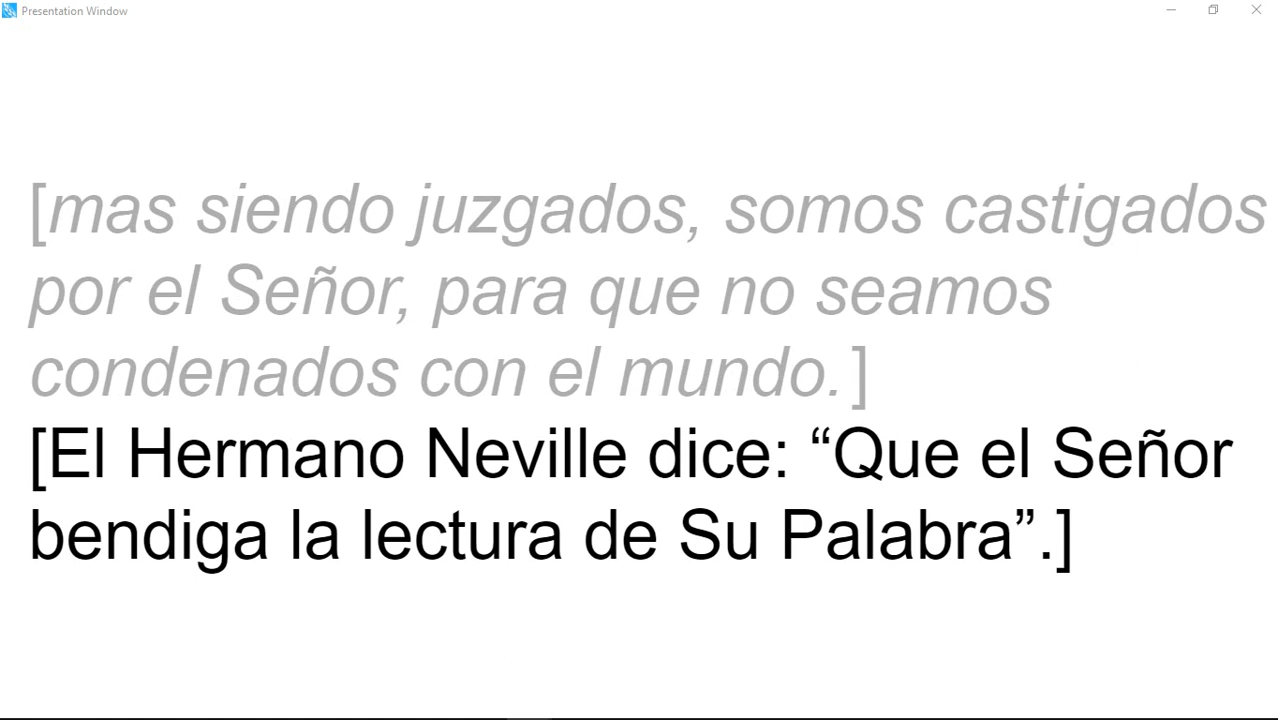 Presentation Window
[mas siendo juzgados, somos castigados
por el Señor, para que no seamos
condenados con el mundo.]
[El Hermano Neville dice: “Que el Señor
bendiga la lectura de Su Palabra”.]